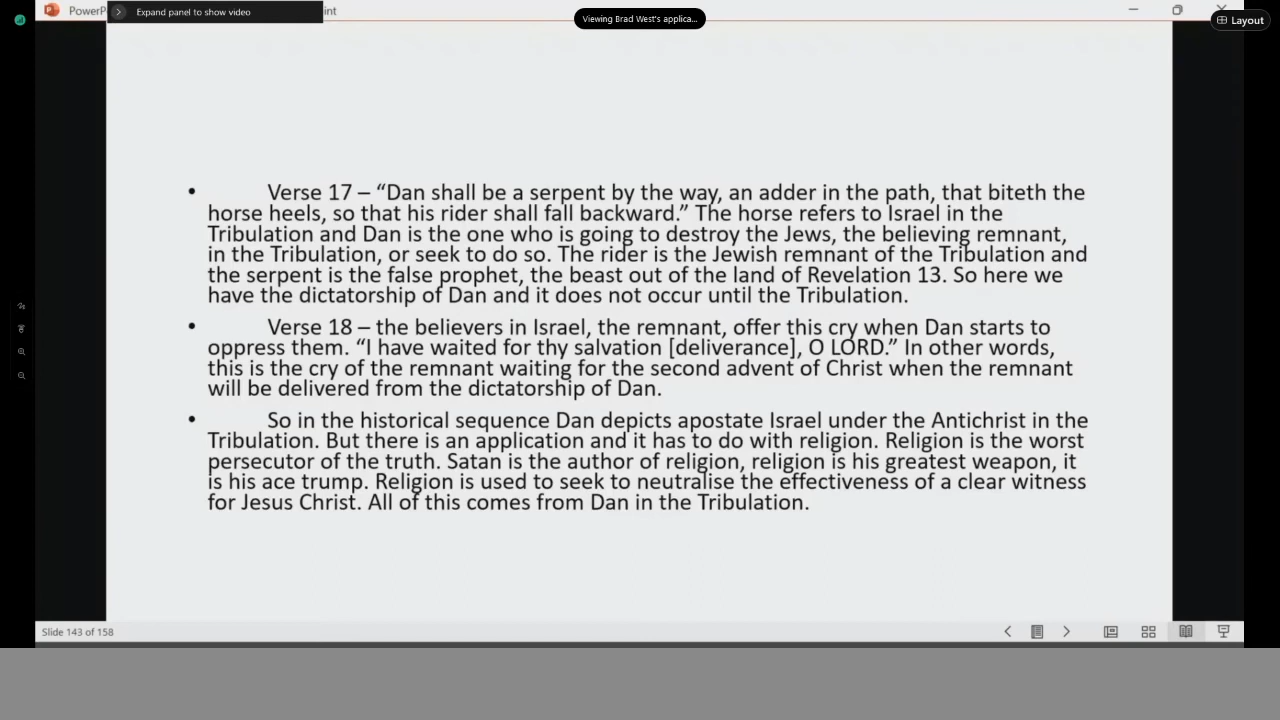 PowerP
Expand panel to show video
int
Viewing Brad West's applica...
Layout
• Verse 17 – “Dan shall be a serpent by the way, an adder in the path, that biteth the
horse heels, so that his rider shall fall backward.” The horse refers to Israel in the
Tribulation and Dan is the one who is going to destroy the Jews, the believing remnant,
in the Tribulation, or seek to do so. The rider is the Jewish remnant of the Tribulation and
the serpent is the false prophet, the beast out of the land of Revelation 13. So here we
have the dictatorship of Dan and it does not occur until the Tribulation.
• Verse 18 – the believers in Israel, the remnant, offer this cry when Dan starts to
oppress them. “I have waited for thy salvation [deliverance], O LORD.” In other words,
this is the cry of the remnant waiting for the second advent of Christ when the remnant
will be delivered from the dictatorship of Dan.
• So in the historical sequence Dan depicts apostate Israel under the Antichrist in the
Tribulation. But there is an application and it has to do with religion. Religion is the worst
persecutor of the truth. Satan is the author of religion, religion is his greatest weapon, it
is his ace trump. Religion is used to seek to neutralise the effectiveness of a clear witness
for Jesus Christ. All of this comes from Dan in the Tribulation.
Slide 143 of 158